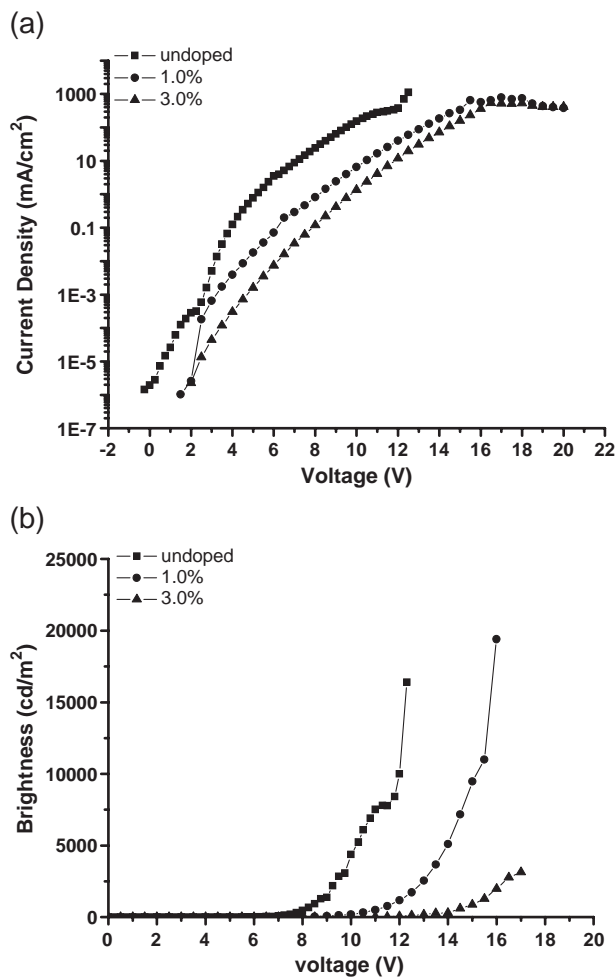 (a)
undoped
1.0%
3.0%
1000
10
0.1
1E-3
1E-5
1E-7
Current Density (mA/cm²)
-2 0 2 4 6 8 10 12 14 16 18 20 22
Voltage (V)
(b)
undoped
1.0%
3.0%
25000
20000
15000
10000
5000
0
Brightness (cd/m²)
0 2 4 6 8 10 12 14 16 18 20
voltage (V)